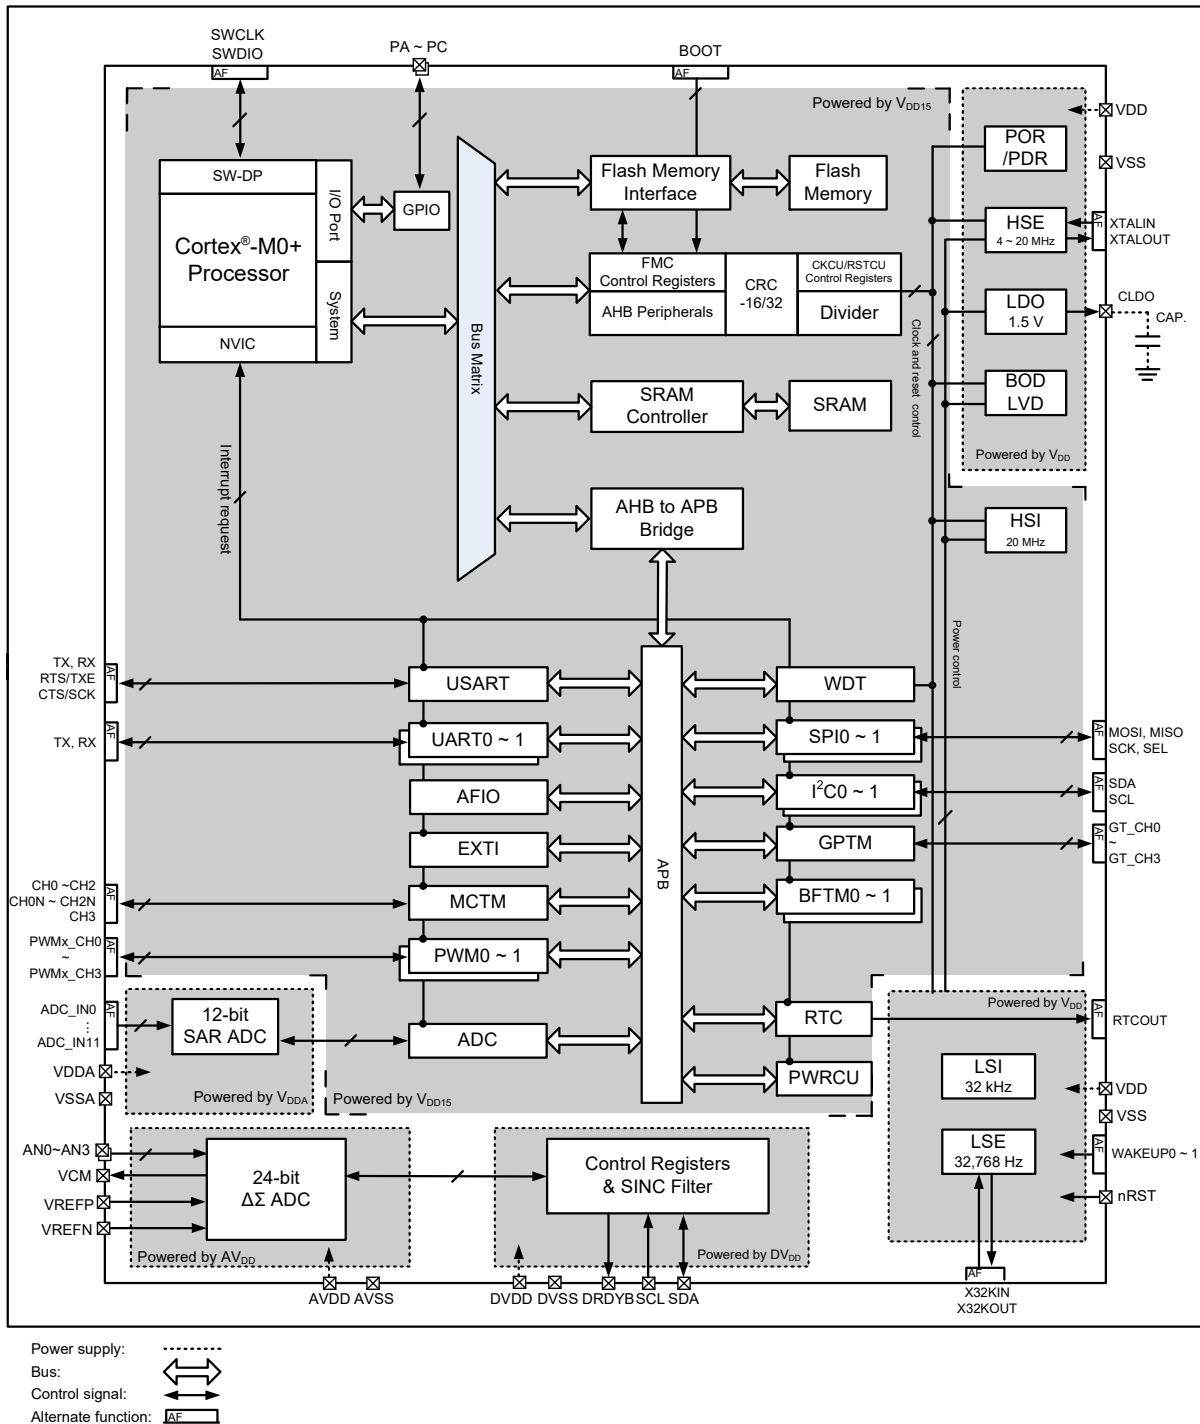 SWCLK
SWDIO
AF
PA ~ PC
BOOT
AF
Powered by VDD15
VDD
POR
/PDR
VSS
SW-DP
I/O Port
GPIO
Cortex®-M0+
Processor
System
NVIC
Bus Matrix
Flash Memory
Interface
Flash
Memory
HSE
4 ~ 20 MHz
AF
XTALIN
XTALOUT
FMC
Control Registers
AHB Peripherals
CRC
-16/32
CKCU/RSTCU
Control Registers
Divider
LDO
1.5 V
CLDO
CAP.
Clock and reset control
SRAM
Controller
SRAM
BOD
LVD
Powered by VDD
Interrupt request
AHB to APB
Bridge
HSI
20 MHz
Power control
TX, RX
RTS/TXE
CTS/SCK
AF
USART
WDT
TX, RX
AF
UART0 ~ 1
SPI0 ~ 1
AF
MOSI, MISO
SCK, SEL
AFIO
I²C0 ~ 1
AF
SDA
SCL
EXTI
APB
GPTM
AF
GT_CH0
~
GT_CH3
CH0 ~CH2
CH0N ~ CH2N
CH3
AF
MCTM
BFTM0 ~ 1
PWMx_CH0
~
PWMx_CH3
AF
PWM0 ~ 1
ADC_IN0
⋮
ADC_IN11
AF
12-bit
SAR ADC
ADC
RTC
Powered by VDD
AF
RTCOUT
VDDA
VSSA
Powered by VDDA
Powered by VDD15
PWRCU
LSI
32 kHz
VDD
VSS
AN0~AN3
VCM
VREFP
VREFN
24-bit
ΔΣ ADC
Powered by AVDD
Control Registers
& SINC Filter
Powered by DVDD
LSE
32,768 Hz
AF
WAKEUP0 ~ 1
nRST
AVDD AVSS
DVDD DVSS DRDYB SCL SDA
AF
X32KIN
X32KOUT
Power supply:
Bus:
Control signal:
Alternate function: AF